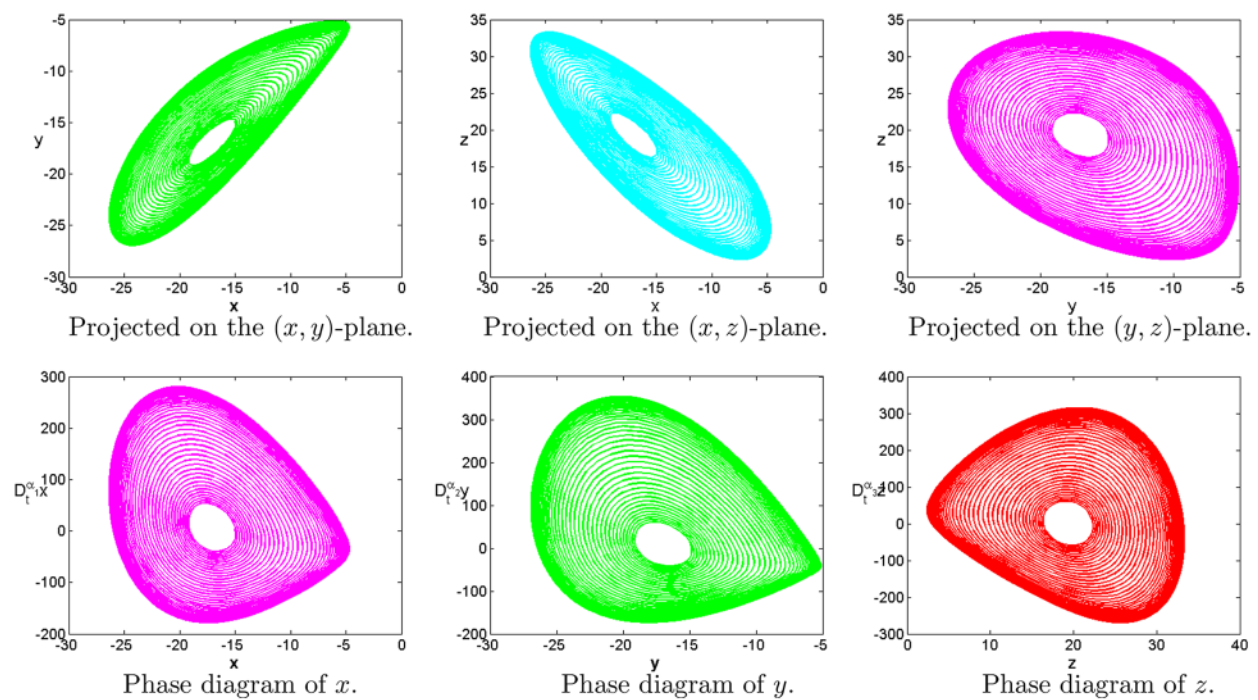 -5
-10
-15
y
-20
-25
-30
-30 -25 -20 -15 -10 -5 0
x
Projected on the (x, y)-plane.
35
30
25
20
z
15
10
5
0
-30 -25 -20 -15 -10 -5 0
x
Projected on the (x, z)-plane.
35
30
25
20
z
15
10
5
0
-30 -25 -20 -15 -10 -5
y
Projected on the (y, z)-plane.
300
200
100
D_t^{α_1}x
0
-100
-200
-30 -25 -20 -15 -10 -5 0
x
Phase diagram of x.
400
300
200
100
D_t^{α_2}y
0
-100
-200
-30 -25 -20 -15 -10 -5
y
Phase diagram of y.
400
300
200
100
D_t^{α_3}z
0
-100
-200
-300
0 10 20 30 40
z
Phase diagram of z.